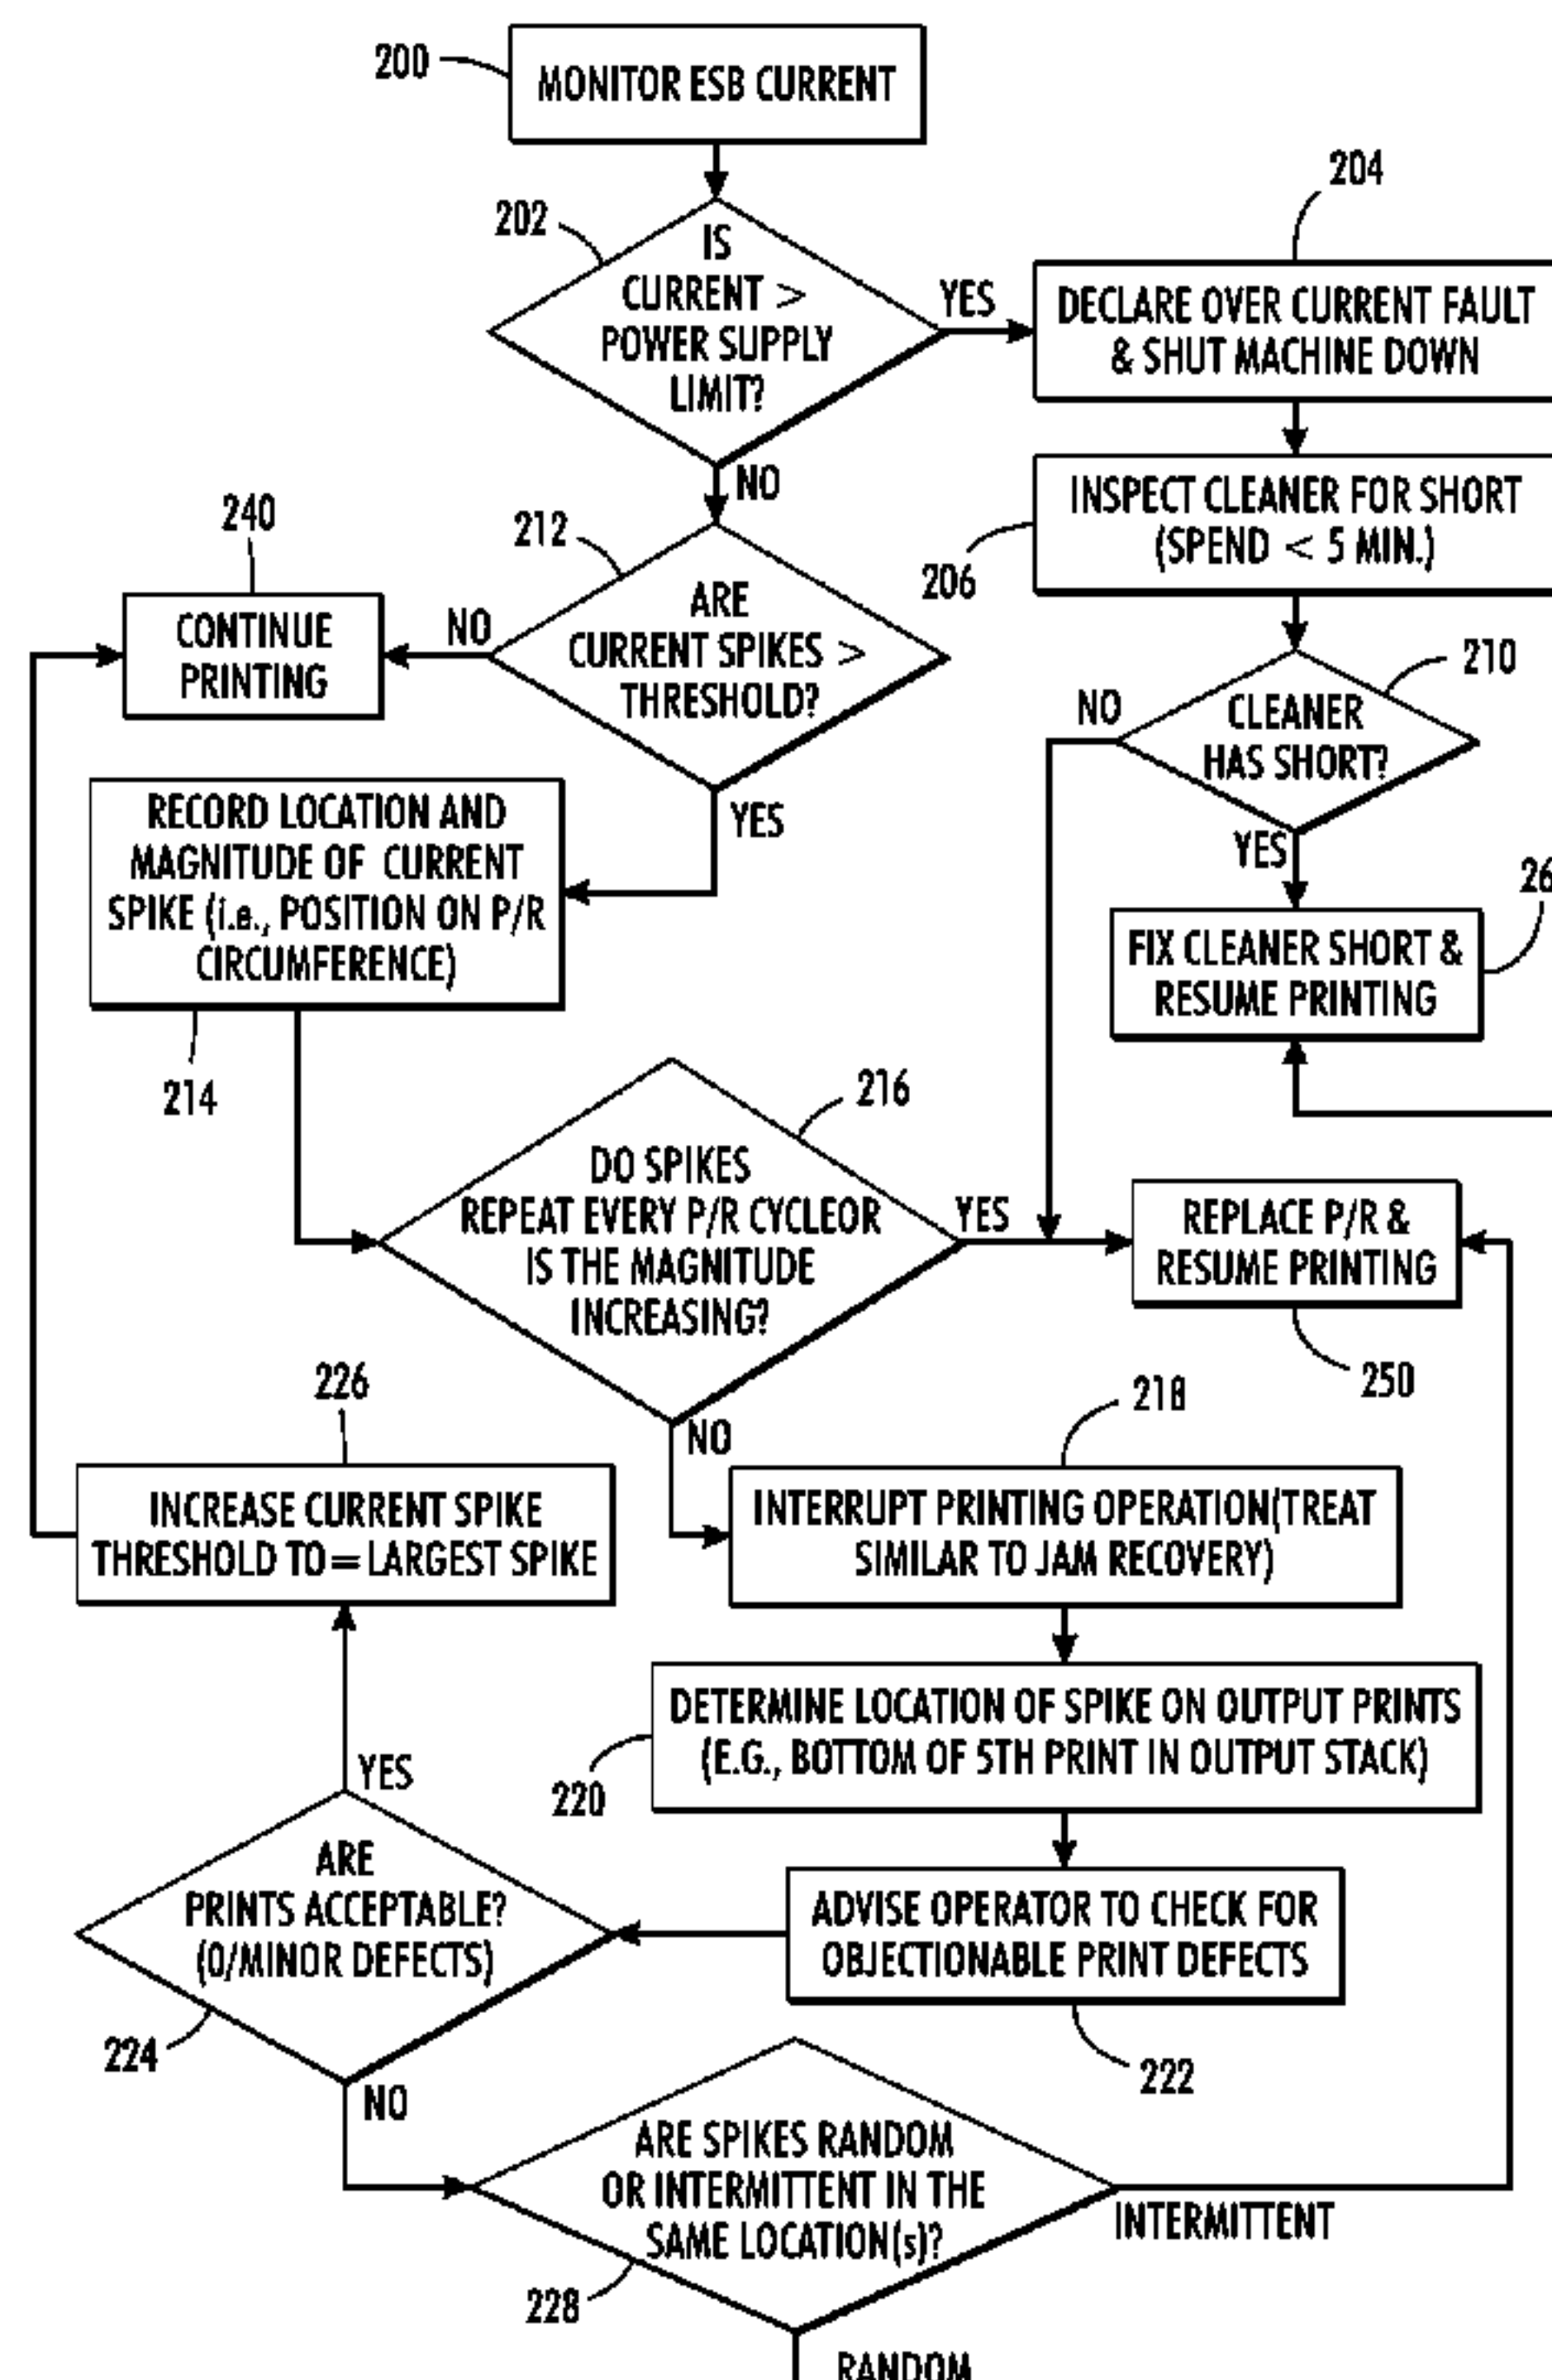 200
MONITOR ESB CURRENT
202
IS
CURRENT >
POWER SUPPLY
LIMIT?
YES
NO
204
DECLARE OVER CURRENT FAULT
& SHUT MACHINE DOWN
INSPECT CLEANER FOR SHORT
(SPEND < 5 MIN.)
206
240
CONTINUE
PRINTING
NO
212
ARE
CURRENT SPIKES >
THRESHOLD?
YES
210
CLEANER
HAS SHORT?
NO
YES
RECORD LOCATION AND
MAGNITUDE OF CURRENT
SPIKE (i.e., POSITION ON P/R
CIRCUMFERENCE)
214
26
FIX CLEANER SHORT &
RESUME PRINTING
216
DO SPIKES
REPEAT EVERY P/R CYCLEOR
IS THE MAGNITUDE
INCREASING?
YES
NO
REPLACE P/R &
RESUME PRINTING
250
226
INCREASE CURRENT SPIKE
THRESHOLD TO = LARGEST SPIKE
218
INTERRUPT PRINTING OPERATION(TREAT
SIMILAR TO JAM RECOVERY)
DETERMINE LOCATION OF SPIKE ON OUTPUT PRINTS
(E.G., BOTTOM OF 5TH PRINT IN OUTPUT STACK)
220
YES
ARE
PRINTS ACCEPTABLE?
(0/MINOR DEFECTS)
224
NO
ADVISE OPERATOR TO CHECK FOR
OBJECTIONABLE PRINT DEFECTS
222
ARE SPIKES RANDOM
OR INTERMITTENT IN THE
SAME LOCATION(s)?
228
INTERMITTENT
RANDOM